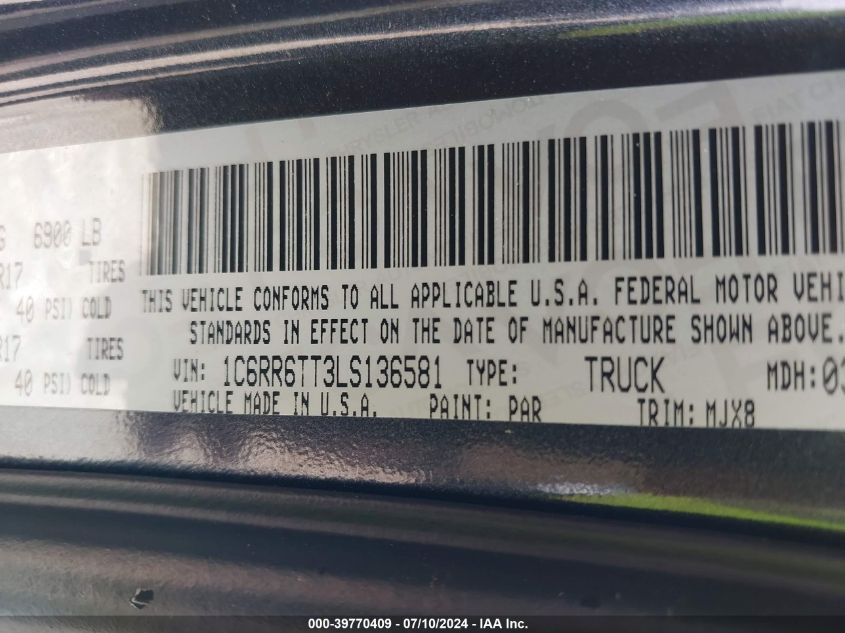 G 6900 LB
R17 TIRES
40 PSI) COLD
R17 TIRES
40 PSI) COLD
THIS VEHICLE CONFORMS TO ALL APPLICABLE U.S.A. FEDERAL MOTOR VEHI
STANDARDS IN EFFECT ON THE DATE OF MANUFACTURE SHOWN ABOVE.
VIN: 1C6RR6TT3LS136581 TYPE: TRUCK MDH:03
VEHICLE MADE IN U.S.A. PAINT: PAR TRIM: MJX8
000-39770409 - 07/10/2024 - IAA Inc.